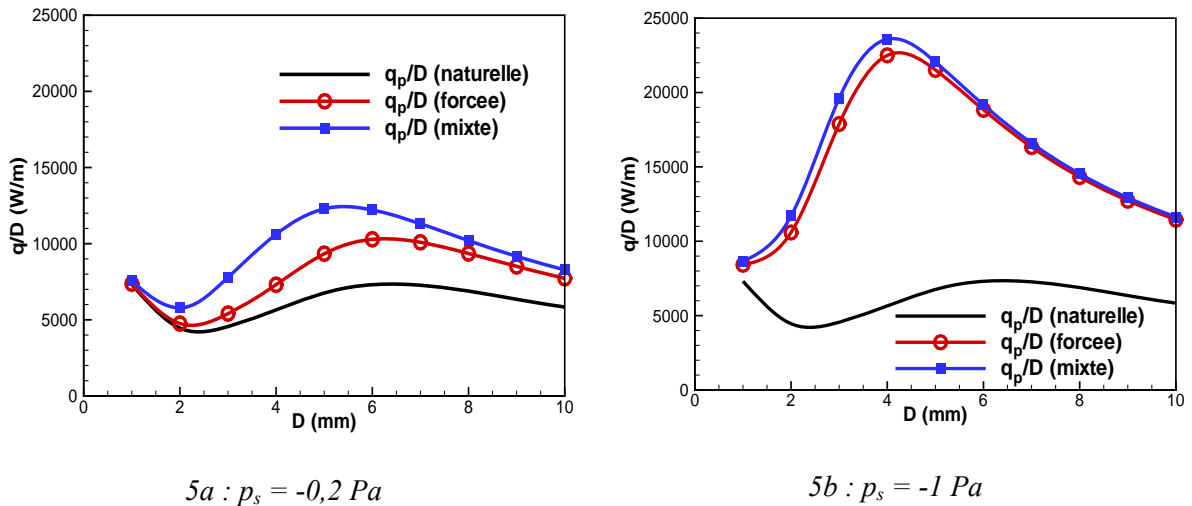 25000
20000
15000
10000
5000
0
q/D (W/m)
0 2 4 6 8 10
D (mm)
qp/D (naturelle)
qp/D (forcee)
qp/D (mixte)
5a : ps = -0,2 Pa
25000
20000
15000
10000
5000
0
q/D (W/m)
0 2 4 6 8 10
D (mm)
qp/D (naturelle)
qp/D (forcee)
qp/D (mixte)
5b : ps = -1 Pa